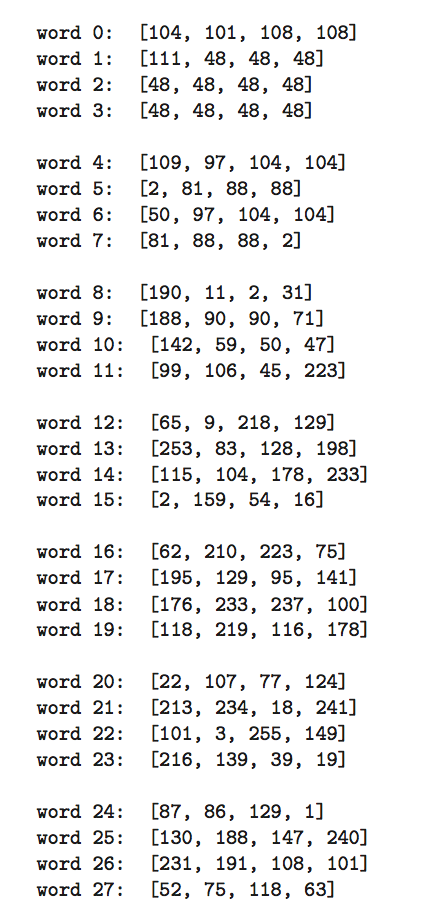 word 0: [104, 101, 108, 108]
word 1: [111, 48, 48, 48]
word 2: [48, 48, 48, 48]
word 3: [48, 48, 48, 48]
word 4: [109, 97, 104, 104]
word 5: [2, 81, 88, 88]
word 6: [50, 97, 104, 104]
word 7: [81, 88, 88, 2]
word 8: [190, 11, 2, 31]
word 9: [188, 90, 90, 71]
word 10: [142, 59, 50, 47]
word 11: [99, 106, 45, 223]
word 12: [65, 9, 218, 129]
word 13: [253, 83, 128, 198]
word 14: [115, 104, 178, 233]
word 15: [2, 159, 54, 16]
word 16: [62, 210, 223, 75]
word 17: [195, 129, 95, 141]
word 18: [176, 233, 237, 100]
word 19: [118, 219, 116, 178]
word 20: [22, 107, 77, 124]
word 21: [213, 234, 18, 241]
word 22: [101, 3, 255, 149]
word 23: [216, 139, 39, 19]
word 24: [87, 86, 129, 1]
word 25: [130, 188, 147, 240]
word 26: [231, 191, 108, 101]
word 27: [52, 75, 118, 63]